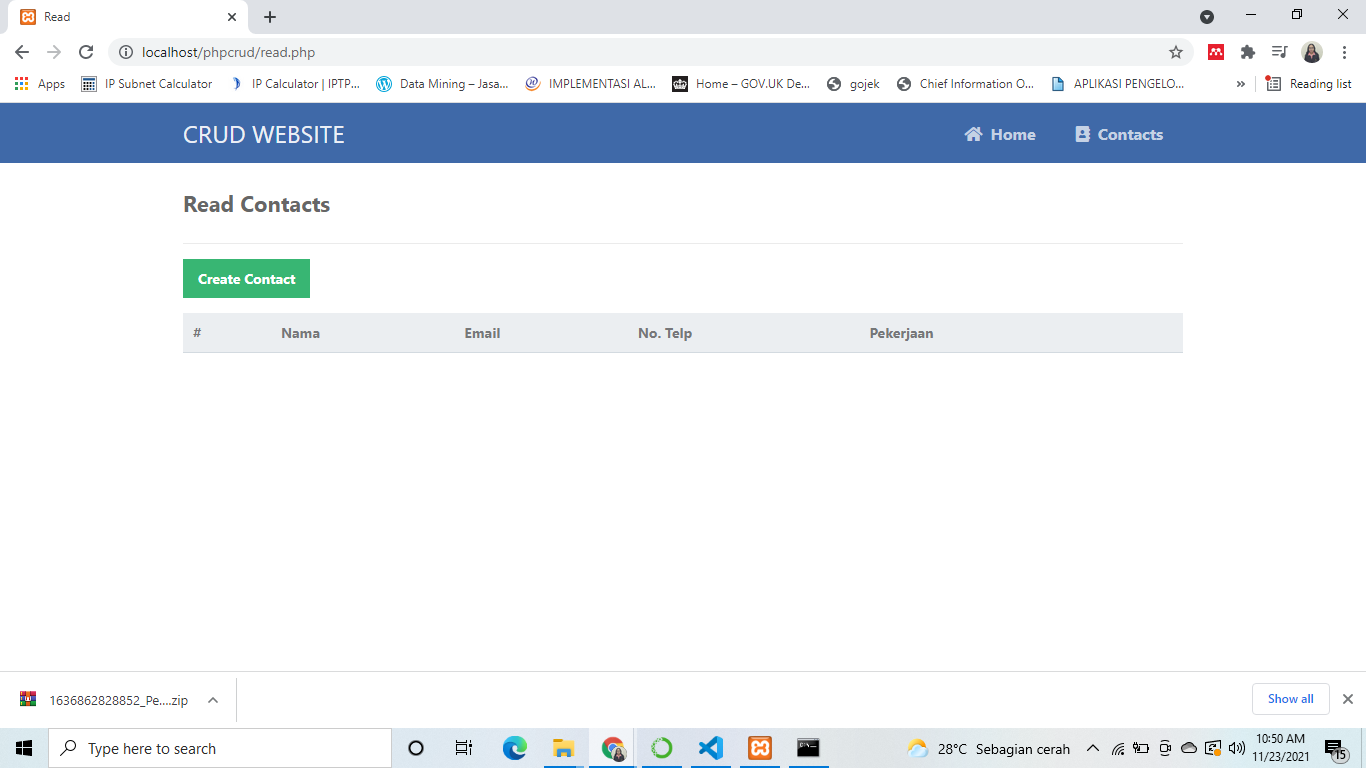 Read
localhost/phpcrud/read.php
Apps IP Subnet Calculator IP Calculator | IPTP... Data Mining – Jasa... IMPLEMENTASI AL... Home – GOV.UK De... gojek Chief Information O... APLIKASI PENGELO... » Reading list
CRUD WEBSITE Home Contacts
Read Contacts
Create Contact
# Nama Email No. Telp Pekerjaan
1636862828852_Pe....zip Show all
Type here to search 28°C Sebagian cerah 10:50 AM
11/23/2021 15